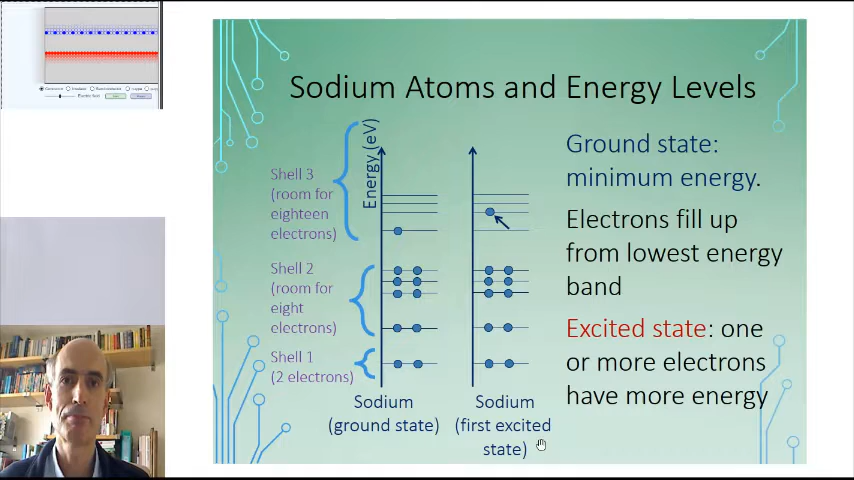 Sodium Atoms and Energy Levels
Energy (eV)
Shell 3
(room for
eighteen
electrons)
Shell 2
(room for
eight
electrons)
Shell 1
(2 electrons)
Sodium
(ground state)
Sodium
(first excited
state)
Ground state:
minimum energy.
Electrons fill up
from lowest energy
band
Excited state: one
or more electrons
have more energy